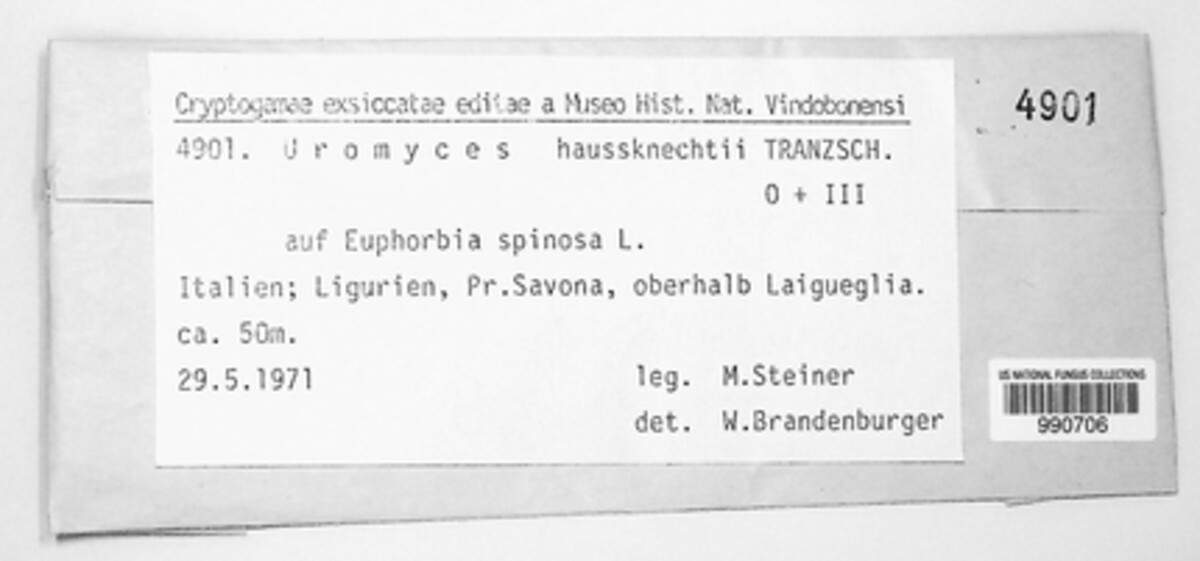 Cryptogamae exsiccatae editae a Museo Hist. Nat. Vindobonensi
4901. Uromyces haussknechtii TRANZSCH.
O + III
auf Euphorbia spinosa L.
Italien; Ligurien, Pr.Savona, oberhalb Laigueglia.
ca. 50m.
29.5.1971
leg. M.Steiner
det. W.Brandenburger
4901
US NATIONAL FUNGUS COLLECTIONS
990706